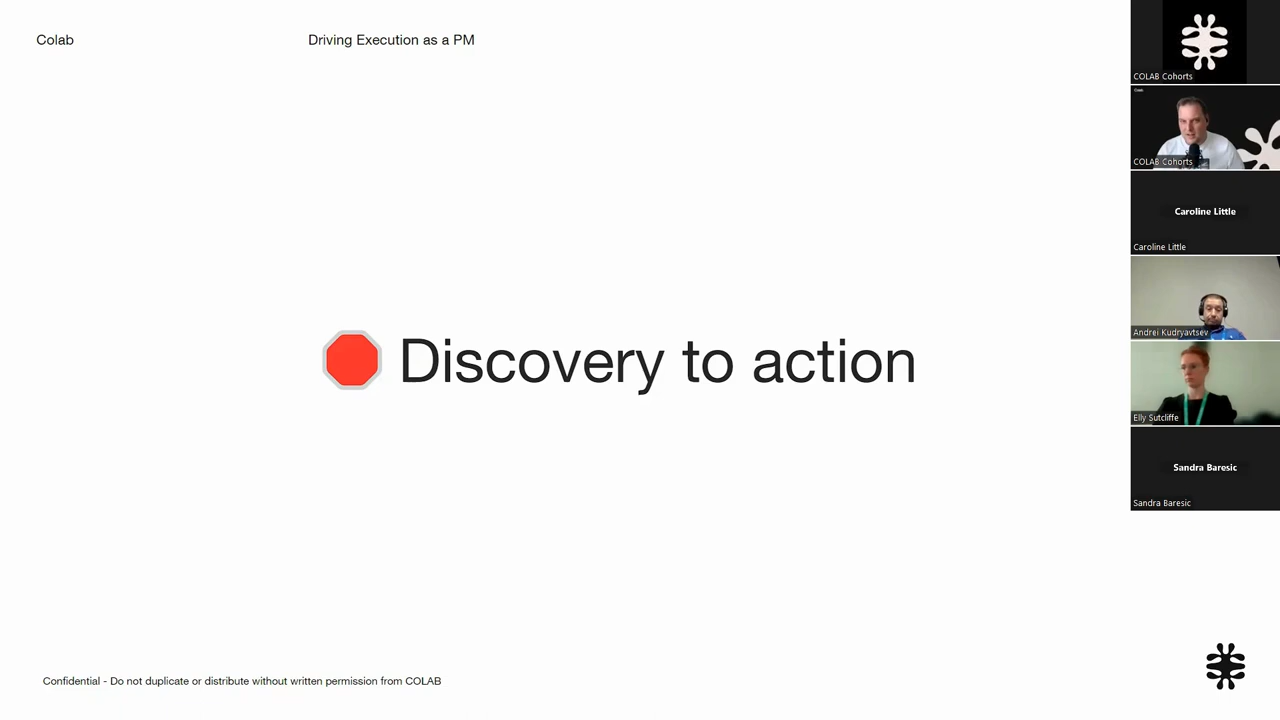 Colab
Driving Execution as a PM
Discovery to action
Confidential - Do not duplicate or distribute without written permission from COLAB
COLAB Cohorts
COLAB Cohorts
Caroline Little
Caroline Little
Andrei Kudryavtsev
Elly Sutcliffe
Sandra Baresic
Sandra Baresic